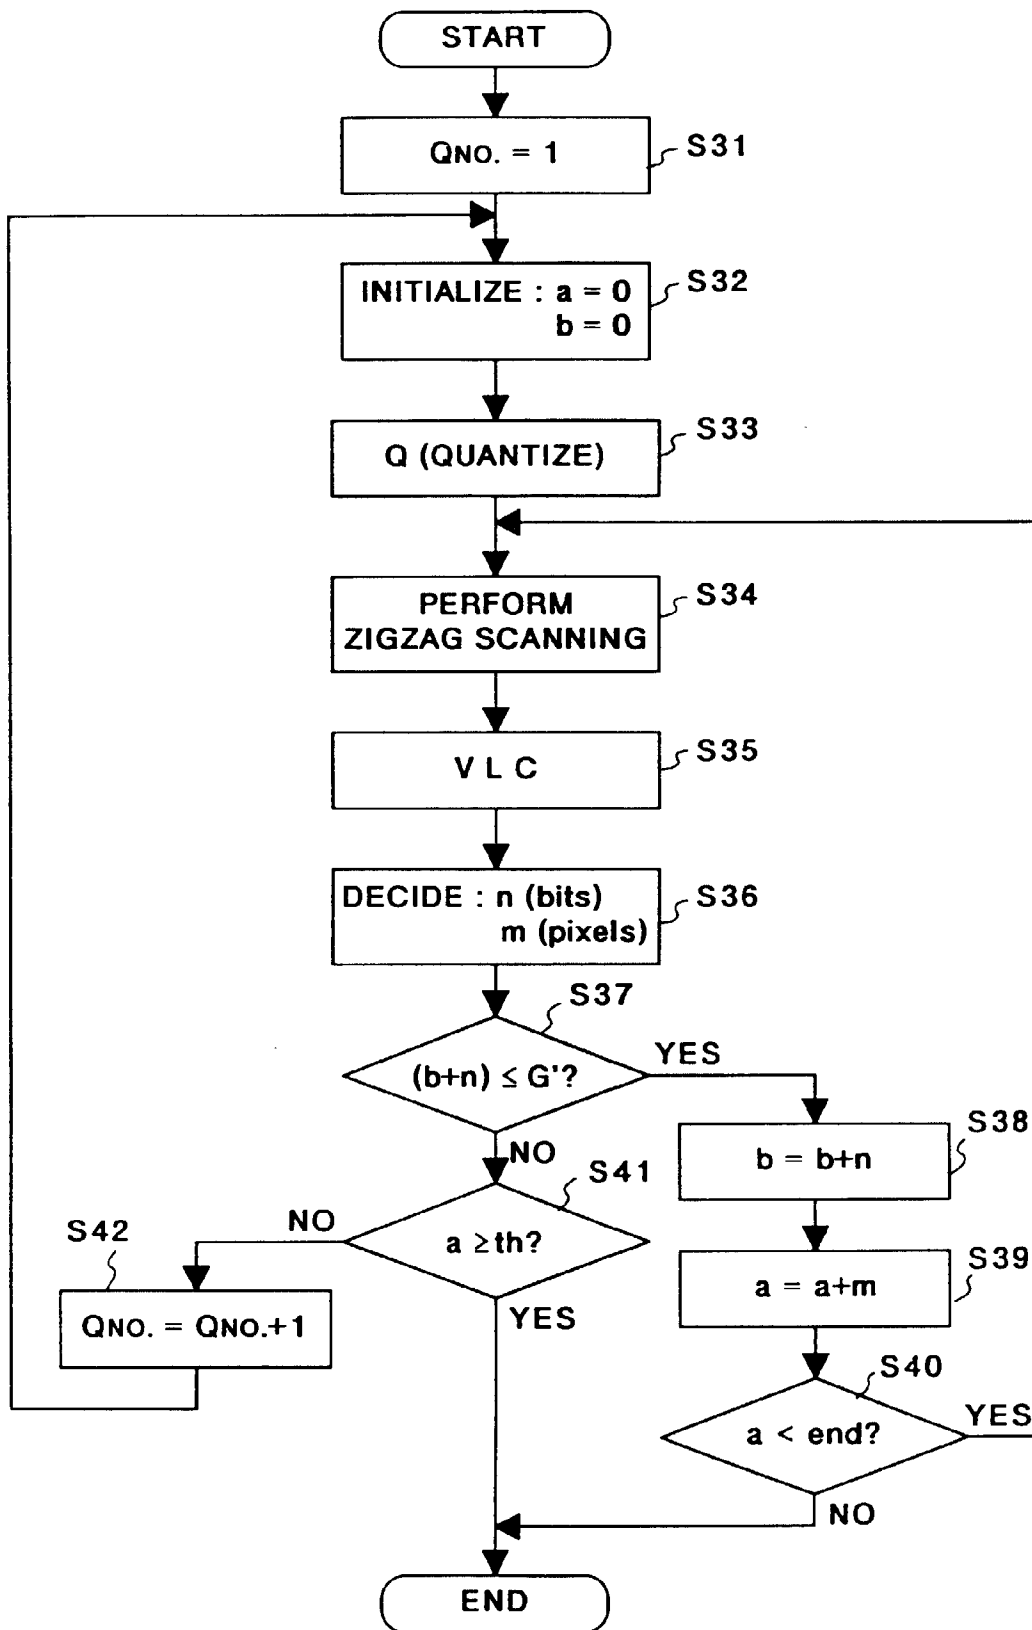 START
QNO. = 1
S31
INITIALIZE : a = 0
b = 0
S32
Q (QUANTIZE)
S33
PERFORM
ZIGZAG SCANNING
S34
V L C
S35
DECIDE : n (bits)
m (pixels)
S36
S37
(b+n) ≤ G'?
YES
NO
S38
b = b+n
S41
a ≥ th?
NO
YES
S42
QNO. = QNO.+1
S39
a = a+m
S40
a < end?
YES
NO
END